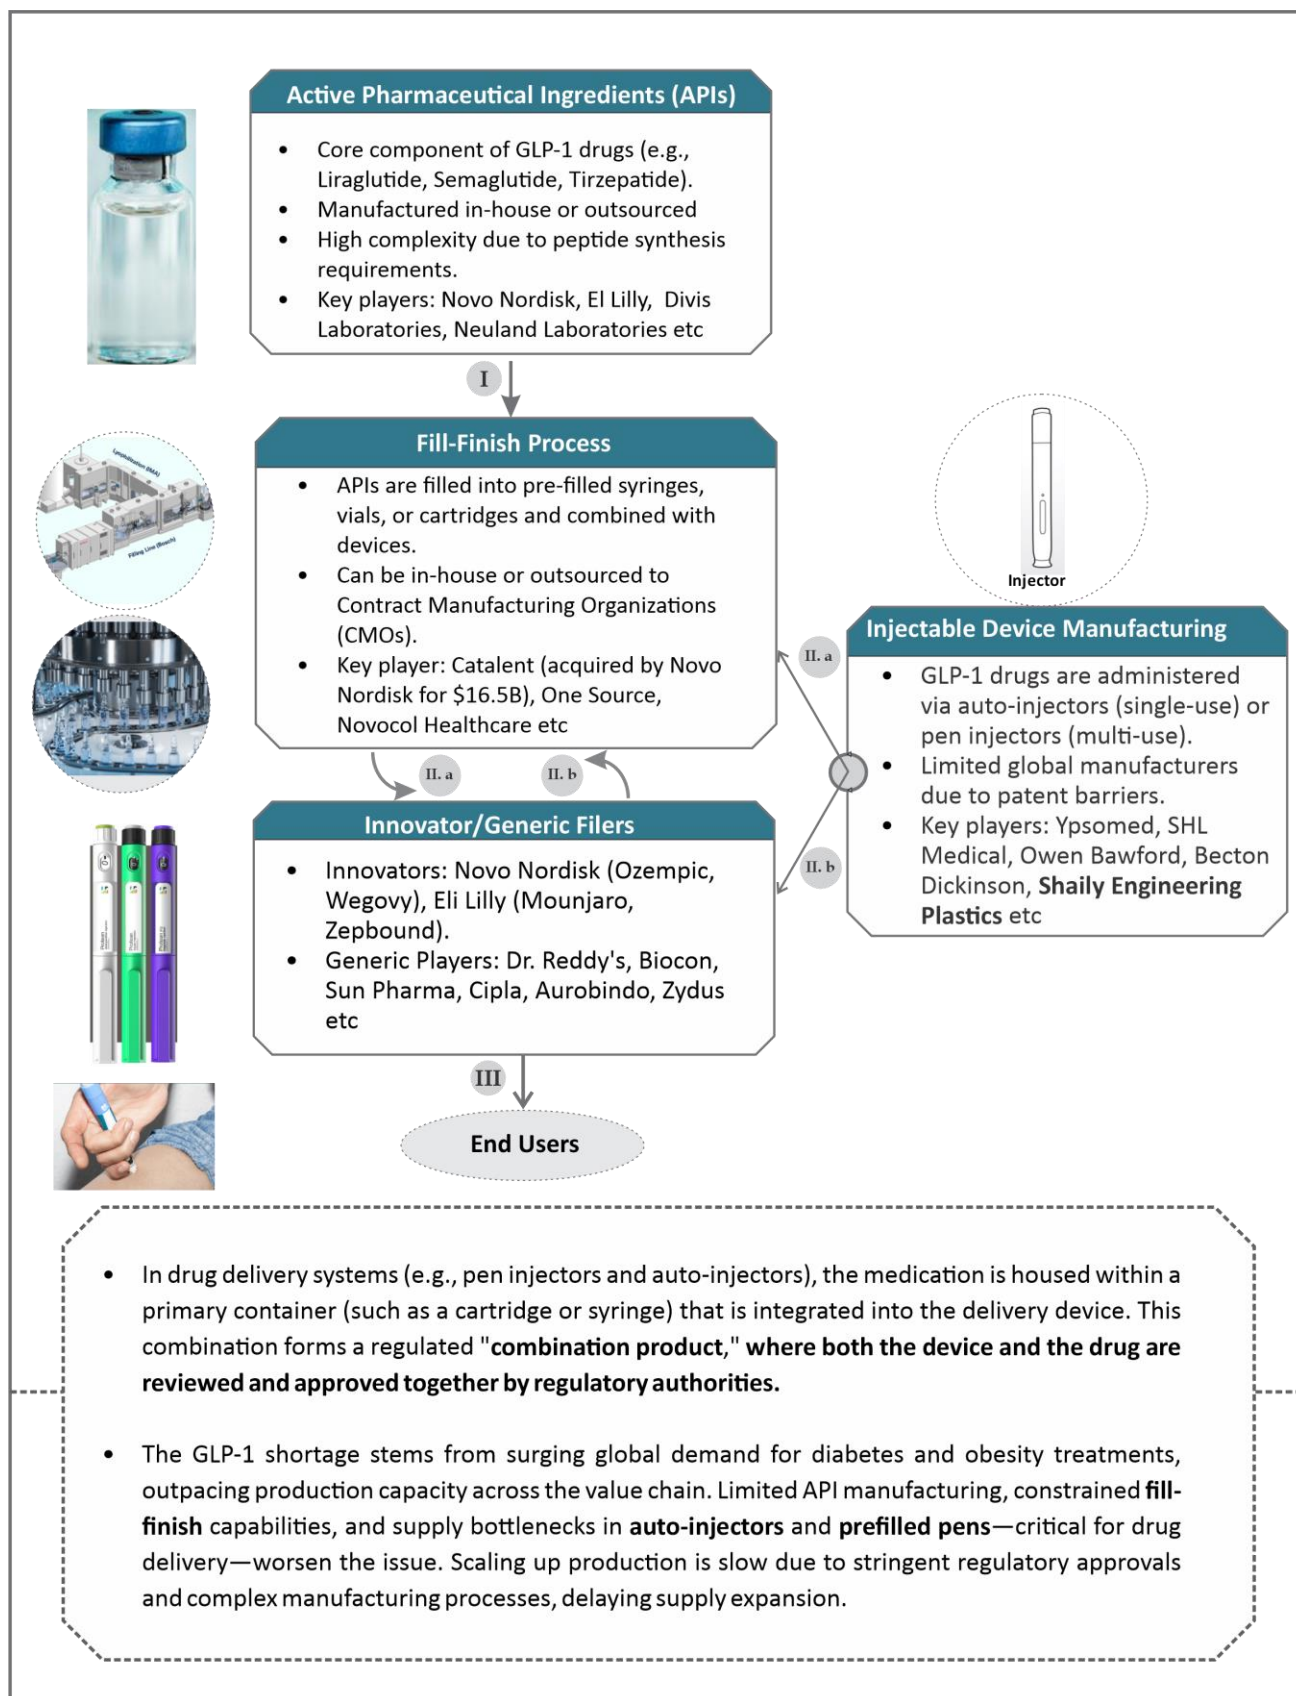 Active Pharmaceutical Ingredients (APIs)
• Core component of GLP-1 drugs (e.g.,
Liraglutide, Semaglutide, Tirzepatide).
• Manufactured in-house or outsourced
• High complexity due to peptide synthesis
requirements.
• Key players: Novo Nordisk, El Lilly, Divis
Laboratories, Neuland Laboratories etc
I
Fill-Finish Process
• APIs are filled into pre-filled syringes,
vials, or cartridges and combined with
devices.
• Can be in-house or outsourced to
Contract Manufacturing Organizations
(CMOs).
• Key player: Catalent (acquired by Novo
Nordisk for $16.5B), One Source,
Novocol Healthcare etc
Lyophilization (IMA)
Filling Line (Bosch)
Injector
Injectable Device Manufacturing
• GLP-1 drugs are administered
via auto-injectors (single-use) or
pen injectors (multi-use).
• Limited global manufacturers
due to patent barriers.
• Key players: Ypsomed, SHL
Medical, Owen Bawford, Becton
Dickinson, Shaily Engineering
Plastics etc
II. a
II. b
II. a
II. b
Innovator/Generic Filers
• Innovators: Novo Nordisk (Ozempic,
Wegovy), Eli Lilly (Mounjaro,
Zepbound).
• Generic Players: Dr. Reddy's, Biocon,
Sun Pharma, Cipla, Aurobindo, Zydus
etc
III
End Users
• In drug delivery systems (e.g., pen injectors and auto-injectors), the medication is housed within a
primary container (such as a cartridge or syringe) that is integrated into the delivery device. This
combination forms a regulated "combination product," where both the device and the drug are
reviewed and approved together by regulatory authorities.
• The GLP-1 shortage stems from surging global demand for diabetes and obesity treatments,
outpacing production capacity across the value chain. Limited API manufacturing, constrained fill-
finish capabilities, and supply bottlenecks in auto-injectors and prefilled pens—critical for drug
delivery—worsen the issue. Scaling up production is slow due to stringent regulatory approvals
and complex manufacturing processes, delaying supply expansion.